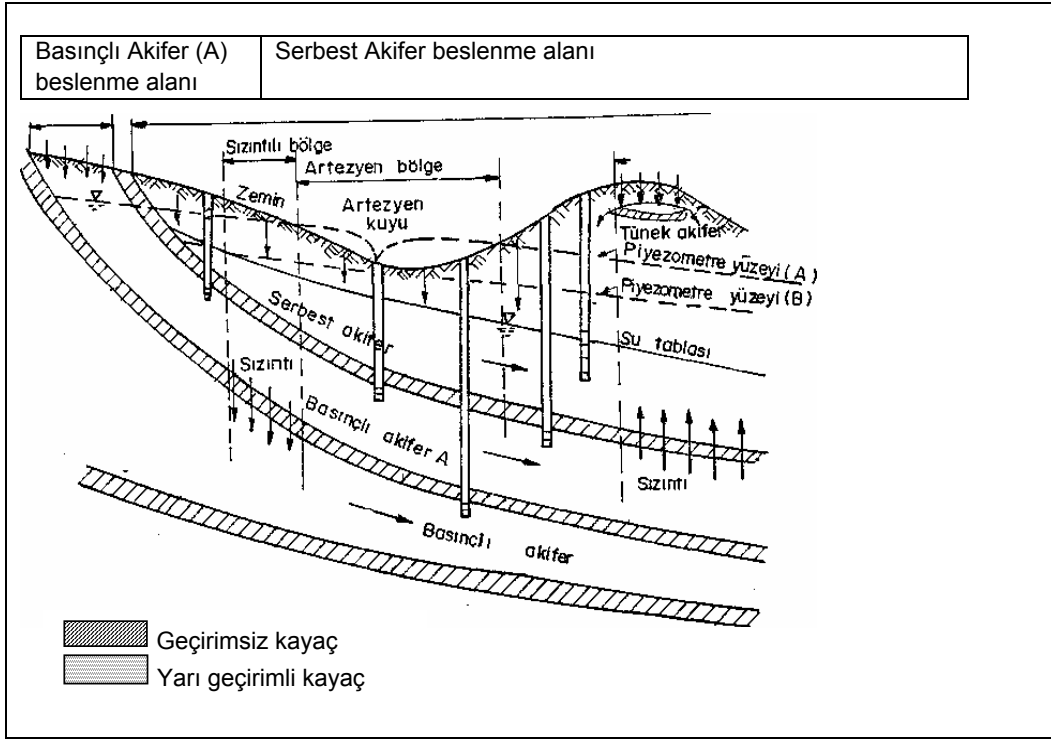 Basınçlı Akifer (A)
beslenme alanı
Serbest Akifer beslenme alanı
Sızıntılı bölge
Artezyen bölge
Zemin
Artezyen
kuyu
Tünek akifer
Piyezometre yüzeyi (A)
Piyezometre yüzeyi (B)
Serbest akifer
Su tablası
Sızıntı
Basınçlı akifer A
Sızıntı
Basınçlı akifer
Geçirimsiz kayaç
Yarı geçirimli kayaç